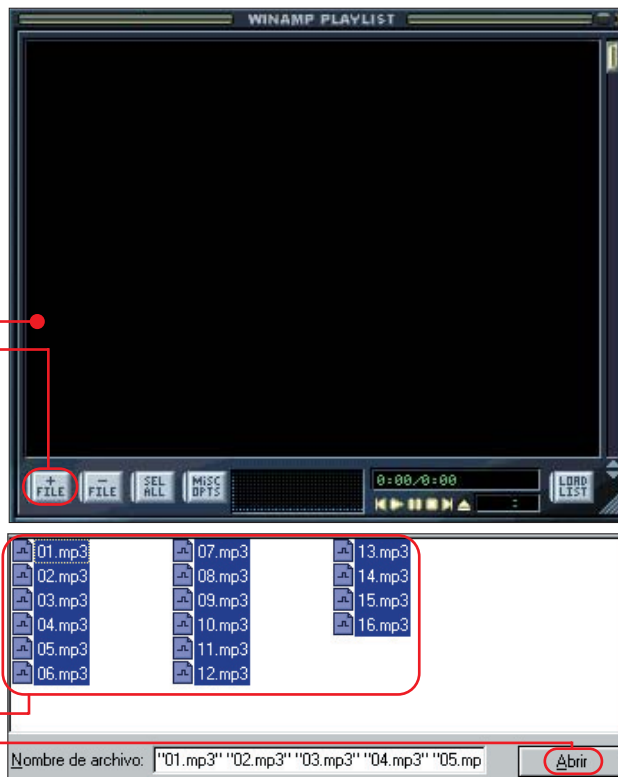 WINAMP PLAYLIST
+ FILE
- FILE
SEL ALL
MISC OPTS
0:00/0:00
:
LOAD LIST
01.mp3 07.mp3 13.mp3
02.mp3 08.mp3 14.mp3
03.mp3 09.mp3 15.mp3
04.mp3 10.mp3 16.mp3
05.mp3 11.mp3
06.mp3 12.mp3
Nombre de archivo: "01.mp3" "02.mp3" "03.mp3" "04.mp3" "05.mp
Abrir